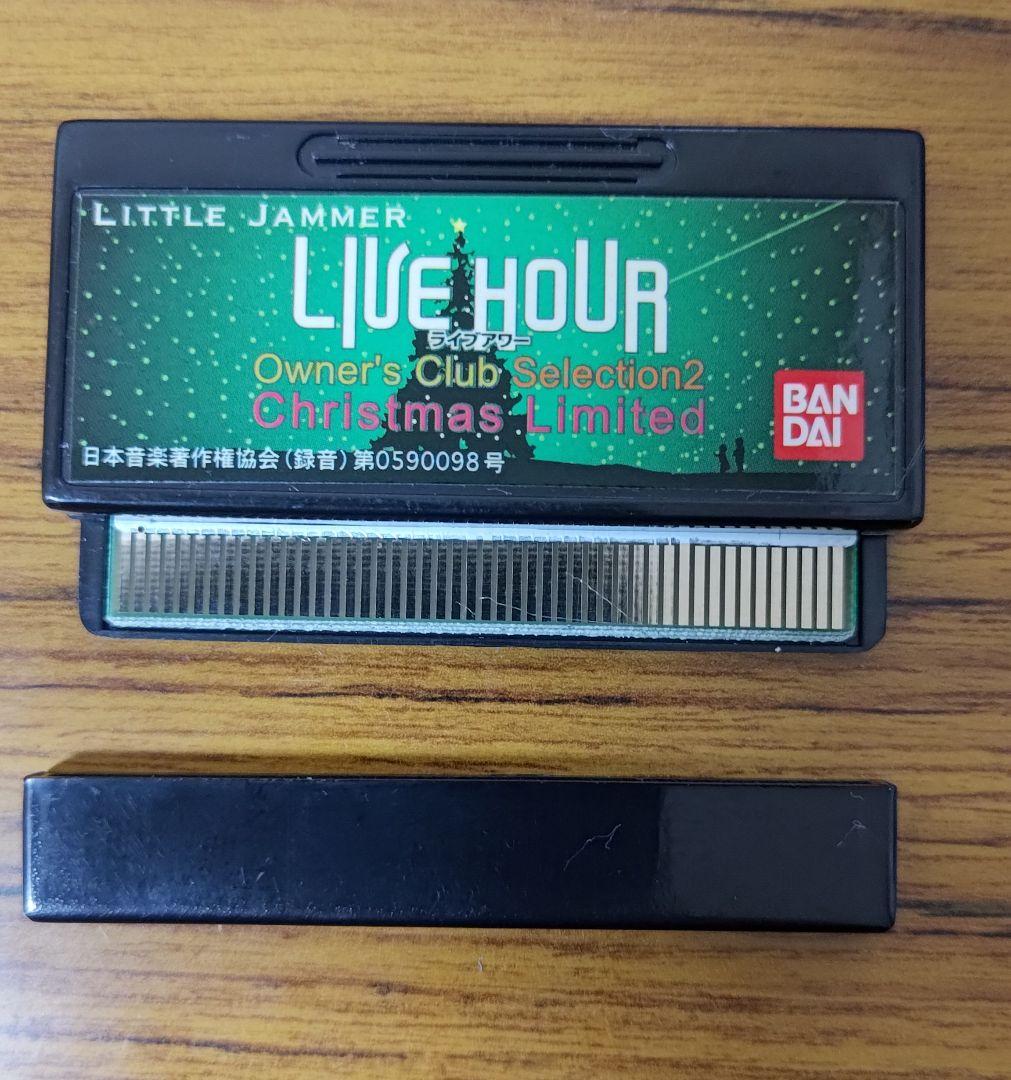 LITTLE JAMMER
LIVE HOUR
ライブアワー
Owner's Club Selection2
Christmas Limited
BAN
DAI
日本音楽著作権協会(録音)第0590098号